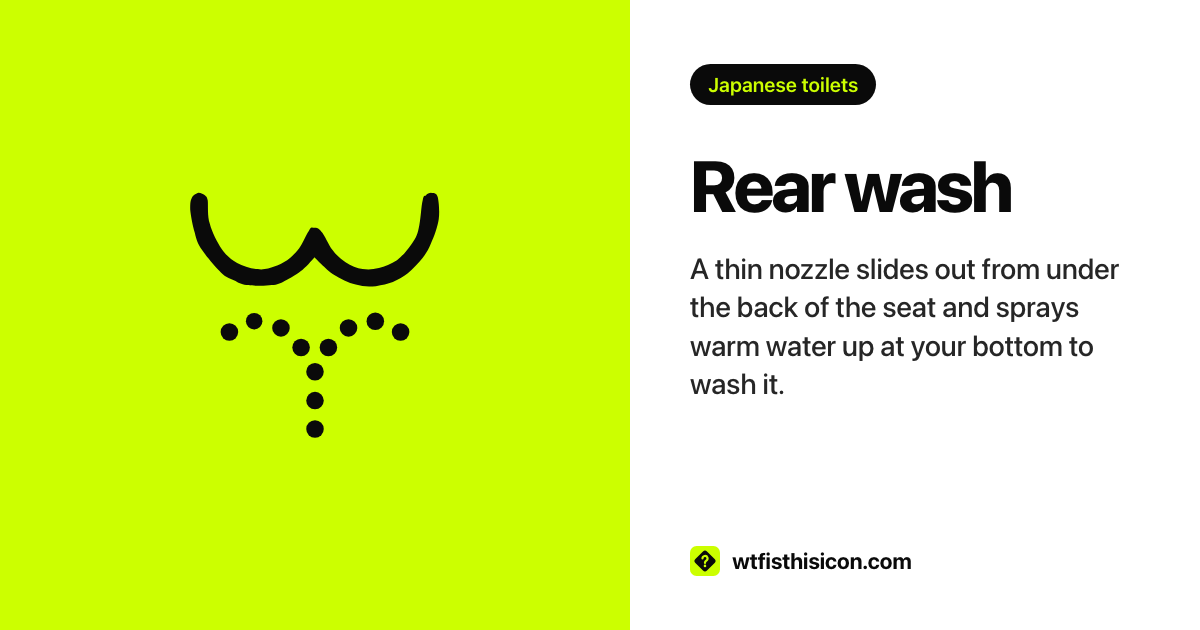 Japanese toilets
Rear wash
A thin nozzle slides out from under
the back of the seat and sprays
warm water up at your bottom to
wash it.
?
wtfisthisicon.com